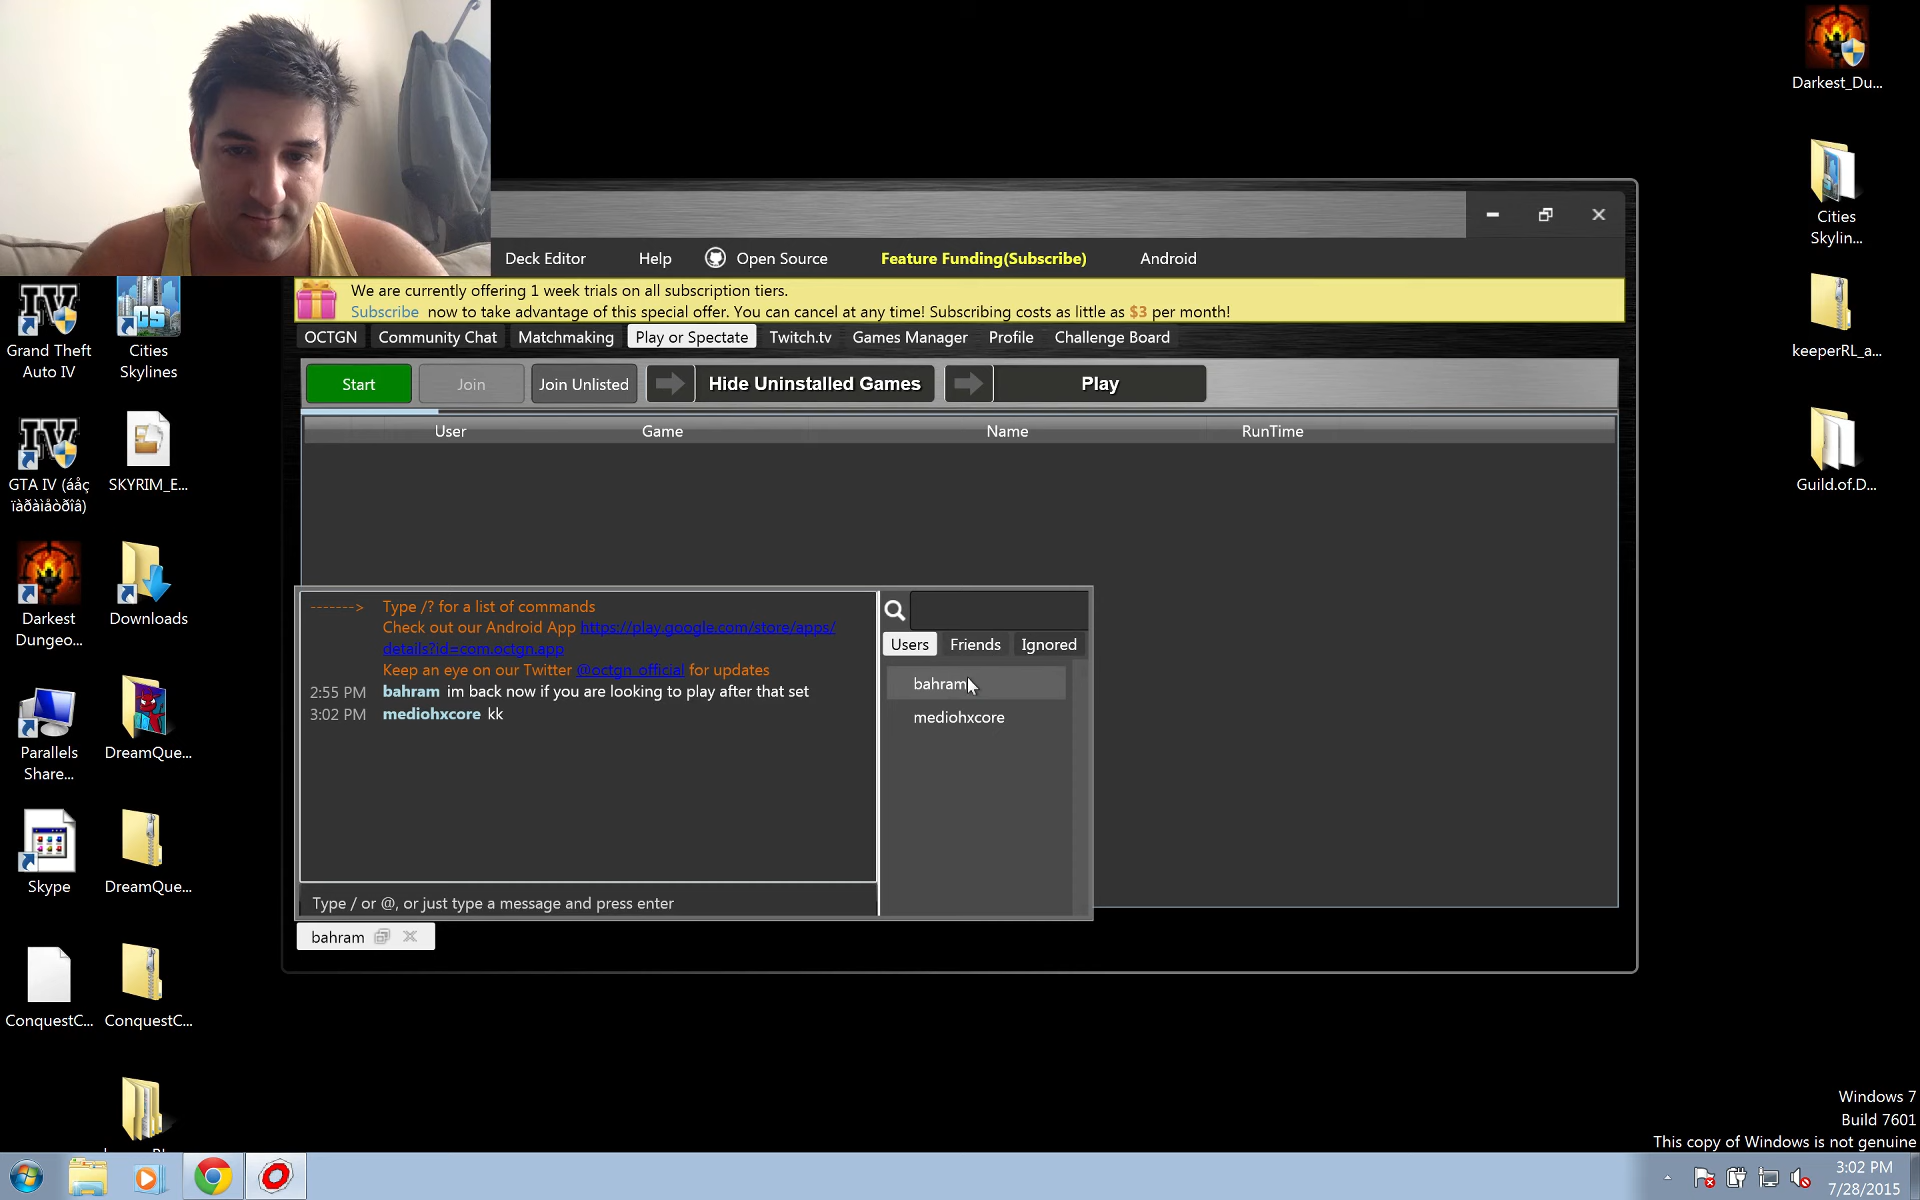 Darkest_Du...
Cities
Skylin...
keeperRL_a...
Guild.of.D...
Deck Editor
Help
Open Source
Feature Funding(Subscribe)
Android
We are currently offering 1 week trials on all subscription tiers.
Subscribe now to take advantage of this special offer. You can cancel at any time! Subscribing costs as little as $3 per month!
OCTGN
Community Chat
Matchmaking
Play or Spectate
Twitch.tv
Games Manager
Profile
Challenge Board
Start
Join
Join Unlisted
Hide Uninstalled Games
Play
User
Game
Name
RunTime
-------> Type /? for a list of commands
Check out our Android App https://play.google.com/store/apps/
details?id=com.octgn.app
Keep an eye on our Twitter @octgn_official for updates
2:55 PM bahram im back now if you are looking to play after that set
3:02 PM mediohxcore kk
Users
Friends
Ignored
bahram
mediohxcore
Type / or @, or just type a message and press enter
bahram
IV
Grand Theft
Auto IV
CS
Cities
Skylines
IV
GTA IV (áåç
ïàðàìåòðîâ)
SKYRIM_E...
Darkest
Dungeo...
Downloads
Parallels
Share...
DreamQue...
Skype
DreamQue...
ConquestC...
ConquestC...
Windows 7
Build 7601
This copy of Windows is not genuine
3:02 PM
7/28/2015